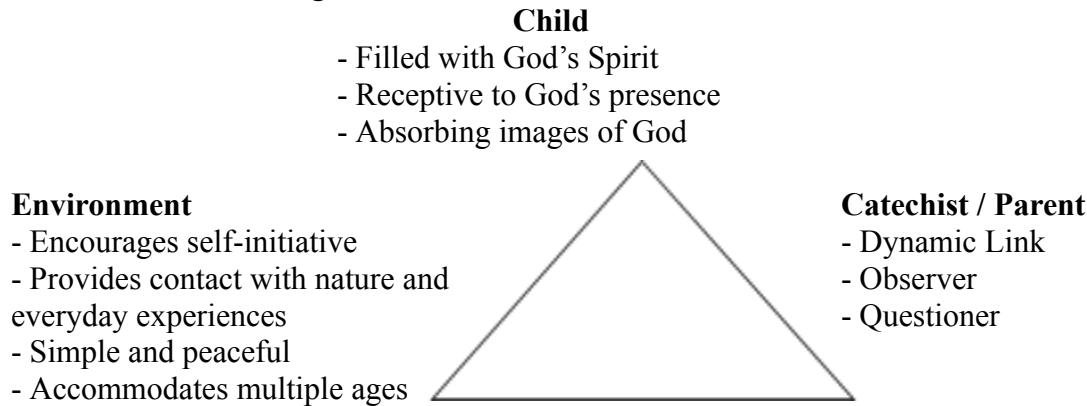 Child
- Filled with God's Spirit
- Receptive to God's presence
- Absorbing images of God
Environment
- Encourages self-initiative
- Provides contact with nature and
everyday experiences
- Simple and peaceful
- Accommodates multiple ages
Catechist / Parent
- Dynamic Link
- Observer
- Questioner